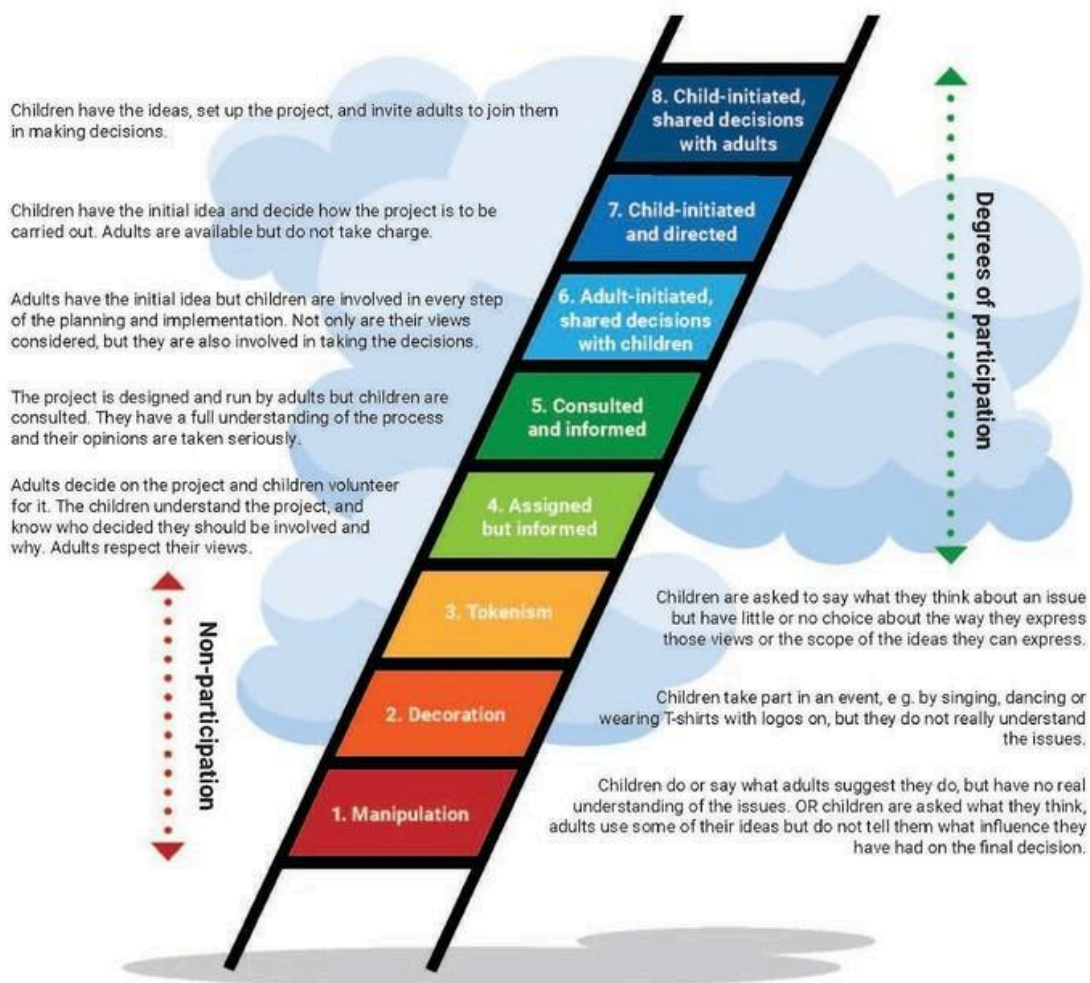 Children have the ideas, set up the project, and invite adults to join them
in making decisions.
8. Child-initiated,
shared decisions
with adults
Children have the initial idea and decide how the project is to be
carried out. Adults are available but do not take charge.
7. Child-initiated
and directed
Adults have the initial idea but children are involved in every step
of the planning and implementation. Not only are their views
considered, but they are also involved in taking the decisions.
6. Adult-initiated,
shared decisions
with children
The project is designed and run by adults but children are
consulted. They have a full understanding of the process
and their opinions are taken seriously.
5. Consulted
and informed
Adults decide on the project and children volunteer
for it. The children understand the project, and
know who decided they should be involved and
why. Adults respect their views.
4. Assigned
but informed
Degrees of participation
3. Tokenism
Children are asked to say what they think about an issue
but have little or no choice about the way they express
those views or the scope of the ideas they can express.
2. Decoration
Children take part in an event, e g. by singing, dancing or
wearing T-shirts with logos on, but they do not really understand
the issues.
1. Manipulation
Children do or say what adults suggest they do, but have no real
understanding of the issues. OR children are asked what they think,
adults use some of their ideas but do not tell them what influence they
have had on the final decision.
Non-participation